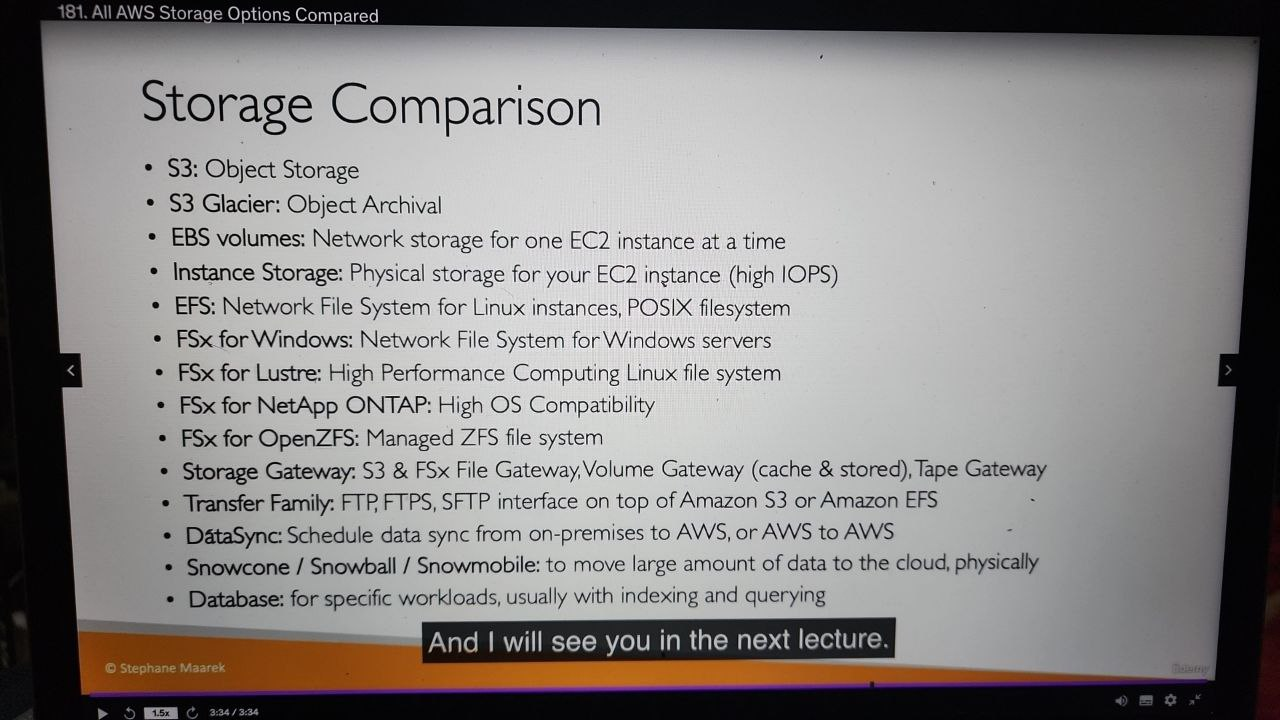 181. All AWS Storage Options Compared
Storage Comparison
• S3: Object Storage
• S3 Glacier: Object Archival
• EBS volumes: Network storage for one EC2 instance at a time
• Instance Storage: Physical storage for your EC2 instance (high IOPS)
• EFS: Network File System for Linux instances, POSIX filesystem
• FSx for Windows: Network File System for Windows servers
• FSx for Lustre: High Performance Computing Linux file system
• FSx for NetApp ONTAP: High OS Compatibility
• FSx for OpenZFS: Managed ZFS file system
• Storage Gateway: S3 & FSx File Gateway, Volume Gateway (cache & stored), Tape Gateway
• Transfer Family: FTP, FTPS, SFTP interface on top of Amazon S3 or Amazon EFS
• DataSync: Schedule data sync from on-premises to AWS, or AWS to AWS
• Snowcone / Snowball / Snowmobile: to move large amount of data to the cloud, physically
• Database: for specific workloads, usually with indexing and querying
And I will see you in the next lecture.
© Stephane Maarek
Udemy
1.5x
3:34 / 3:34